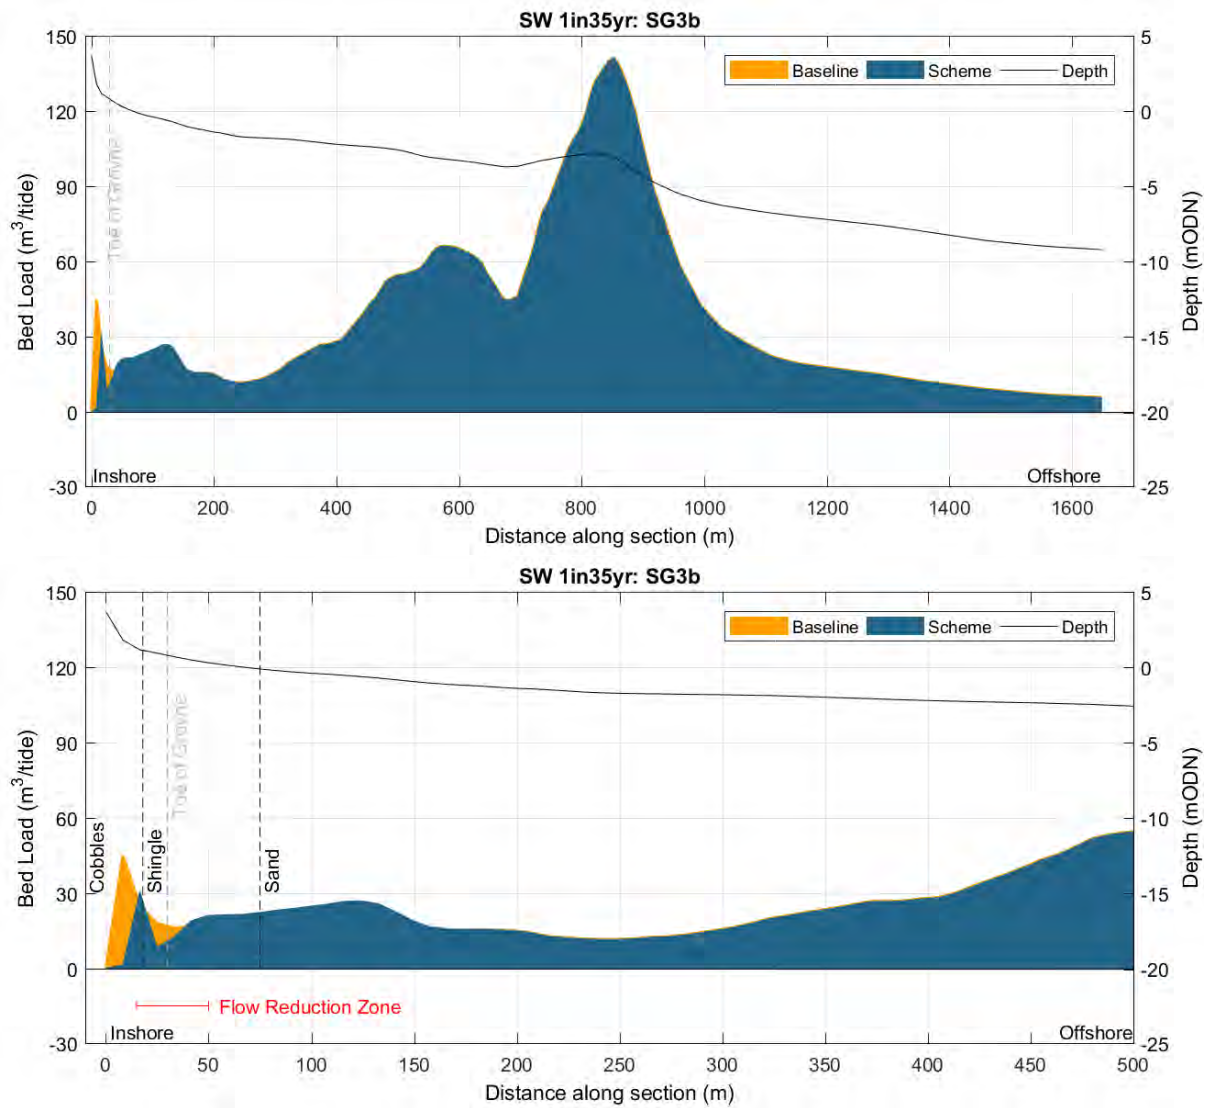 SW 1in35yr: SG3b
150
120
90
60
30
0
-30
Bed Load (m³/tide)
5
0
-5
-10
-15
-20
-25
Depth (mODN)
Baseline Scheme Depth
Toe of Groyne
Inshore Offshore
0 200 400 600 800 1000 1200 1400 1600
Distance along section (m)
SW 1in35yr: SG3b
150
120
90
60
30
0
-30
Bed Load (m³/tide)
5
0
-5
-10
-15
-20
-25
Depth (mODN)
Baseline Scheme Depth
Cobbles
Shingle
Toe of Groyne
Sand
Flow Reduction Zone
Inshore Offshore
0 50 100 150 200 250 300 350 400 450 500
Distance along section (m)